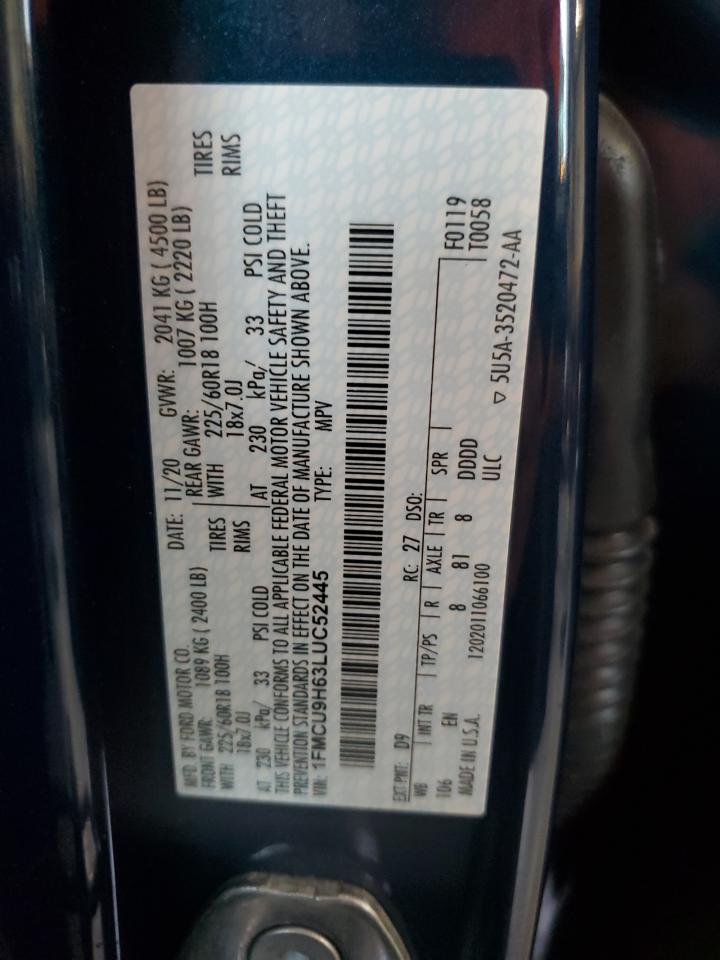 MFD. BY FORD MOTOR CO.
DATE: 11/20 GVWR: 2041 KG ( 4500 LB)
FRONT GAWR: 1089 KG ( 2400 LB) REAR GAWR: 1007 KG ( 2220 LB)
WITH 225/60R18 100H TIRES WITH 225/60R18 100H TIRES
18x7.0J RIMS 18x7.0J RIMS
AT 230 kPa/ 33 PSI COLD AT 230 kPa/ 33 PSI COLD
THIS VEHICLE CONFORMS TO ALL APPLICABLE FEDERAL MOTOR VEHICLE SAFETY AND THEFT
PREVENTION STANDARDS IN EFFECT ON THE DATE OF MANUFACTURE SHOWN ABOVE.
VIN: 1FMCU9H63LUC52445 TYPE: MPV
EXT PNT: D9 RC: 27 DSO:
WB INT TR TP/PS R AXLE TR SPR F0119
106 EN 8 81 8 DDDD T0058
MADE IN U.S.A. 1202011066100 ULC
▽ 5U5A-3520472-AA